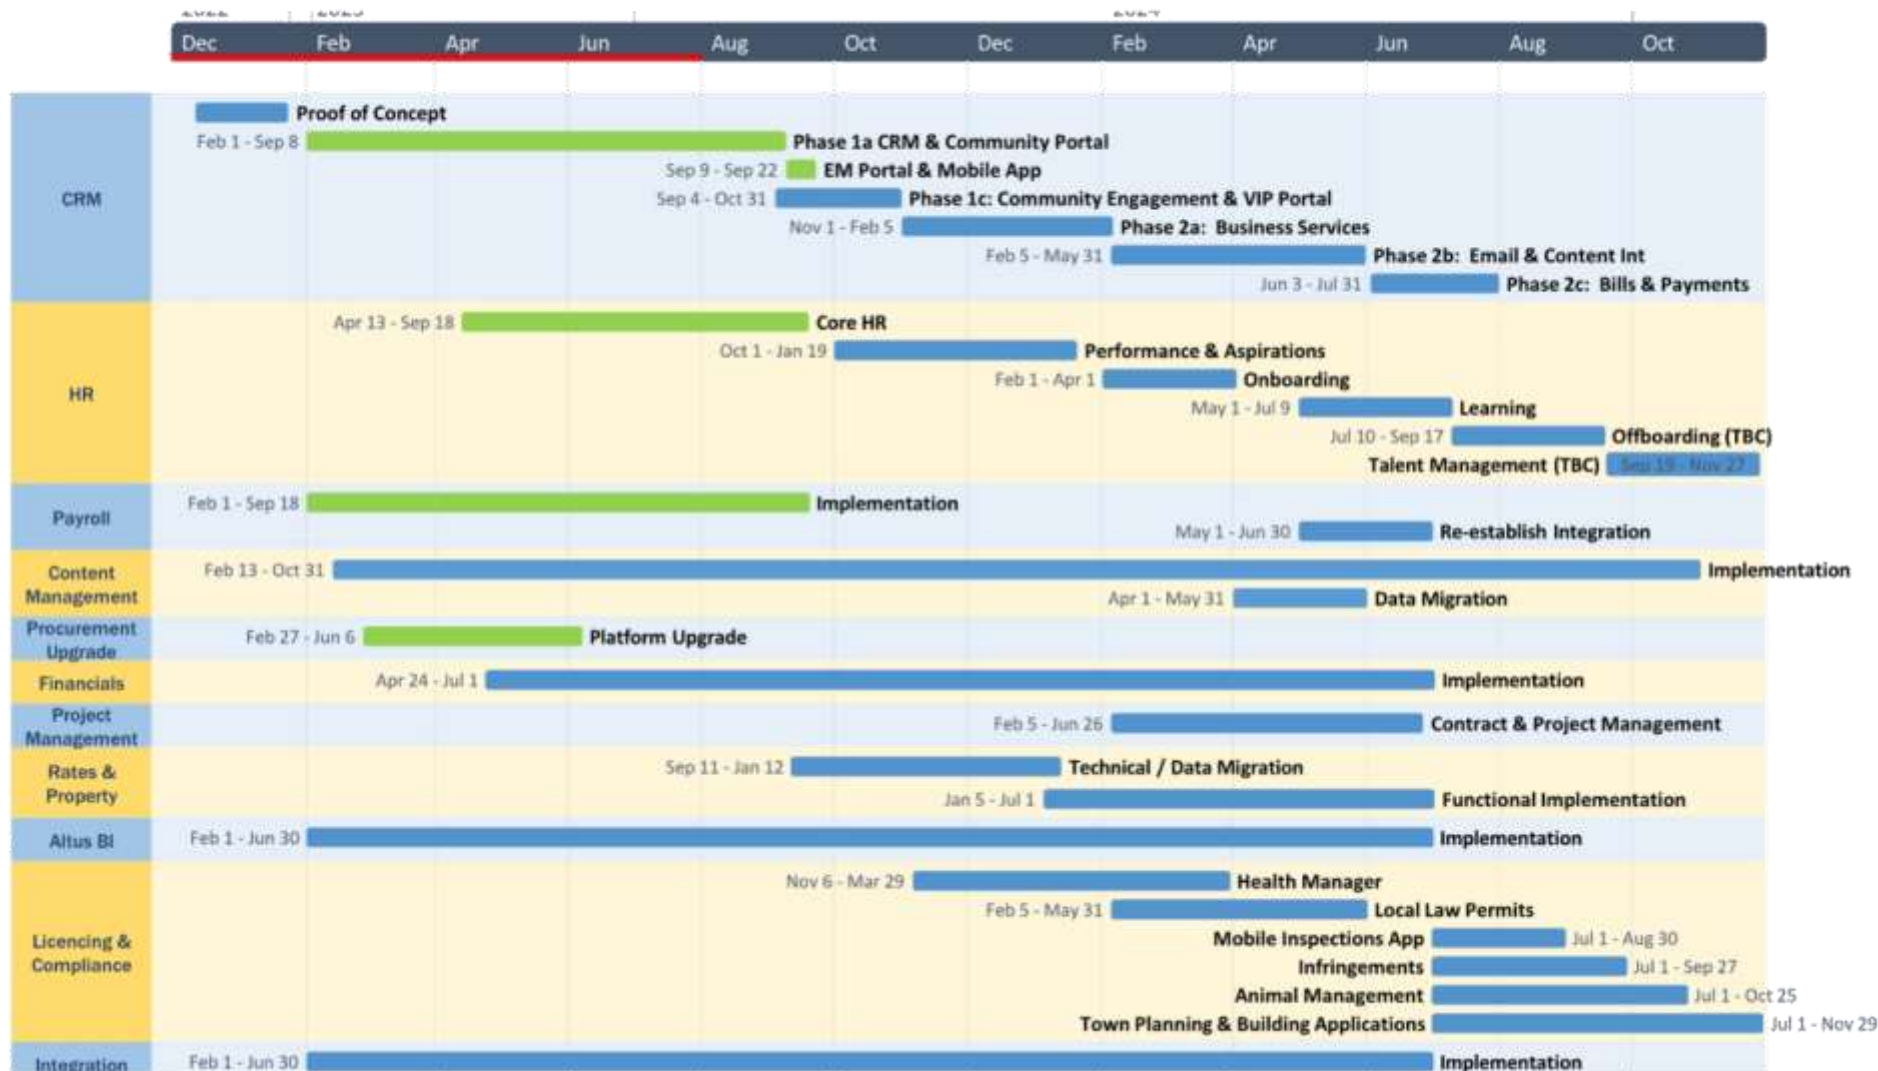 2022 2023 2024
Dec Feb Apr Jun Aug Oct Dec Feb Apr Jun Aug Oct
CRM
Proof of Concept
Feb 1 - Sep 8 Phase 1a CRM & Community Portal
Sep 9 - Sep 22 EM Portal & Mobile App
Sep 4 - Oct 31 Phase 1c: Community Engagement & VIP Portal
Nov 1 - Feb 5 Phase 2a: Business Services
Feb 5 - May 31 Phase 2b: Email & Content Int
Jun 3 - Jul 31 Phase 2c: Bills & Payments
HR
Apr 13 - Sep 18 Core HR
Oct 1 - Jan 19 Performance & Aspirations
Feb 1 - Apr 1 Onboarding
May 1 - Jul 9 Learning
Jul 10 - Sep 17 Offboarding (TBC)
Talent Management (TBC) Sep 19 - Nov 27
Payroll
Feb 1 - Sep 18 Implementation
May 1 - Jun 30 Re-establish Integration
Content
Management
Feb 13 - Oct 31 Implementation
Apr 1 - May 31 Data Migration
Procurement
Upgrade
Feb 27 - Jun 6 Platform Upgrade
Financials
Apr 24 - Jul 1 Implementation
Project
Management
Feb 5 - Jun 26 Contract & Project Management
Rates &
Property
Sep 11 - Jan 12 Technical / Data Migration
Jan 5 - Jul 1 Functional Implementation
Altus BI
Feb 1 - Jun 30 Implementation
Licencing &
Compliance
Nov 6 - Mar 29 Health Manager
Feb 5 - May 31 Local Law Permits
Mobile Inspections App Jul 1 - Aug 30
Infringements Jul 1 - Sep 27
Animal Management Jul 1 - Oct 25
Town Planning & Building Applications Jul 1 - Nov 29
Integration
Feb 1 - Jun 30 Implementation